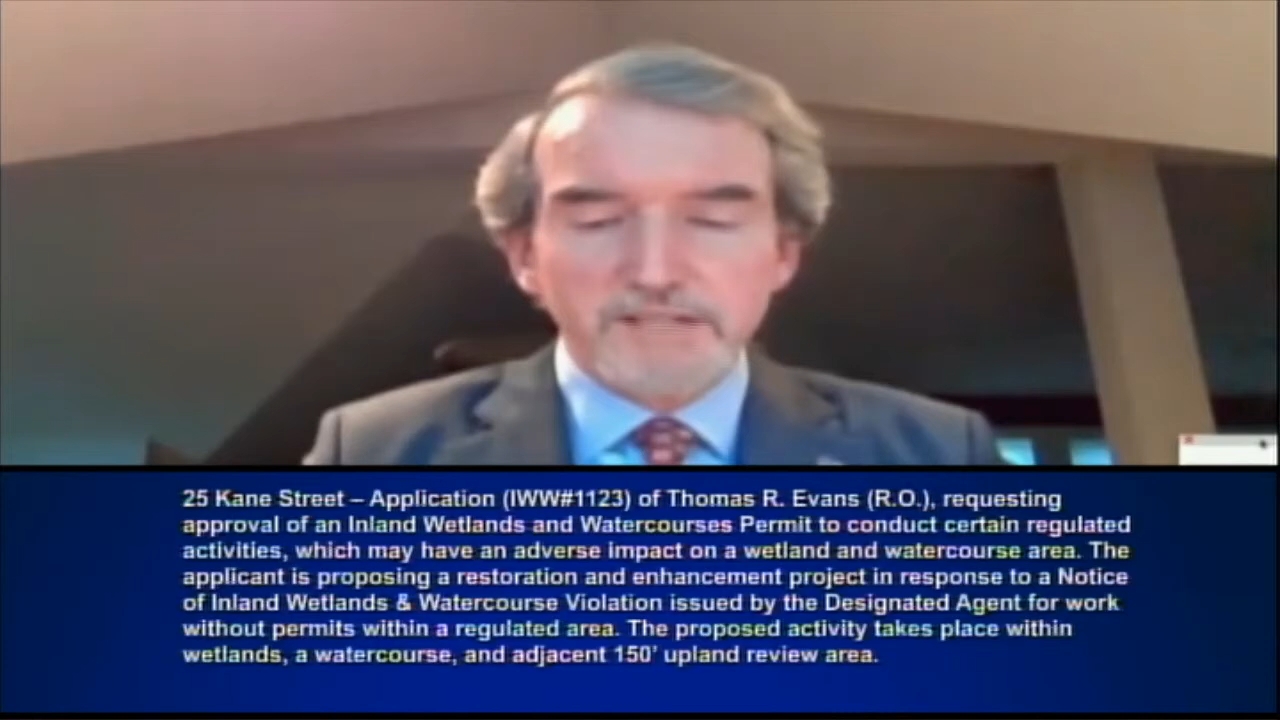 25 Kane Street – Application (IWW#1123) of Thomas R. Evans (R.O.), requesting
approval of an Inland Wetlands and Watercourses Permit to conduct certain regulated
activities, which may have an adverse impact on a wetland and watercourse area. The
applicant is proposing a restoration and enhancement project in response to a Notice
of Inland Wetlands & Watercourse Violation issued by the Designated Agent for work
without permits within a regulated area. The proposed activity takes place within
wetlands, a watercourse, and adjacent 150’ upland review area.